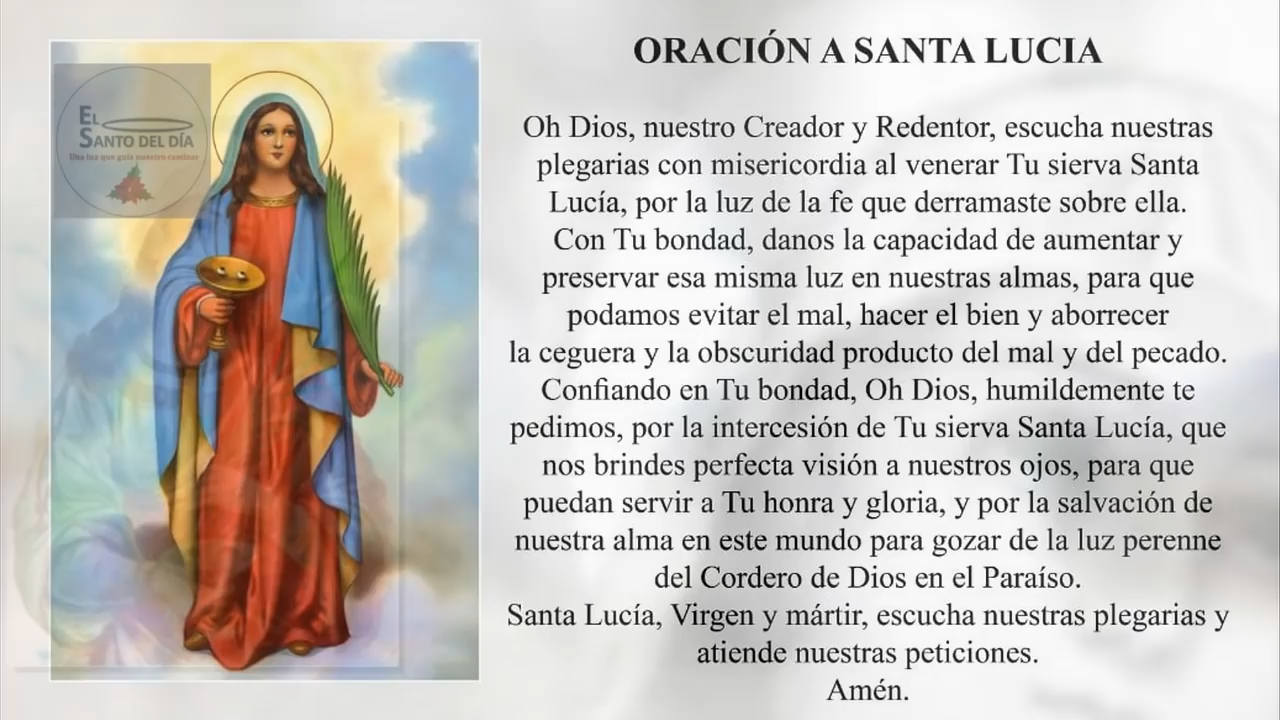 EL
SANTO DEL DÍA
Una luz que guía nuestro caminar
ORACIÓN A SANTA LUCIA
Oh Dios, nuestro Creador y Redentor, escucha nuestras
plegarias con misericordia al venerar Tu sierva Santa
Lucía, por la luz de la fe que derramaste sobre ella.
Con Tu bondad, danos la capacidad de aumentar y
preservar esa misma luz en nuestras almas, para que
podamos evitar el mal, hacer el bien y aborrecer
la ceguera y la obscuridad producto del mal y del pecado.
Confiando en Tu bondad, Oh Dios, humildemente te
pedimos, por la intercesión de Tu sierva Santa Lucía, que
nos brindes perfecta visión a nuestros ojos, para que
puedan servir a Tu honra y gloria, y por la salvación de
nuestra alma en este mundo para gozar de la luz perenne
del Cordero de Dios en el Paraíso.
Santa Lucía, Virgen y mártir, escucha nuestras plegarias y
atiende nuestras peticiones.
Amén.